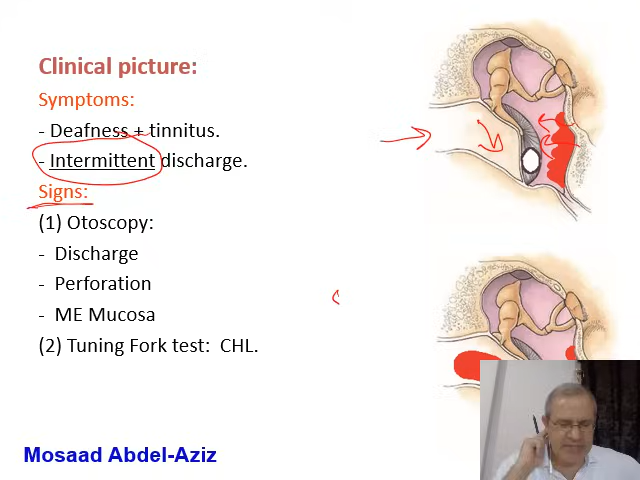 Clinical picture:
Symptoms:
- Deafness + tinnitus.
- Intermittent discharge.
Signs:
(1) Otoscopy:
- Discharge
- Perforation
- ME Mucosa
(2) Tuning Fork test: CHL.
Mosaad Abdel-Aziz